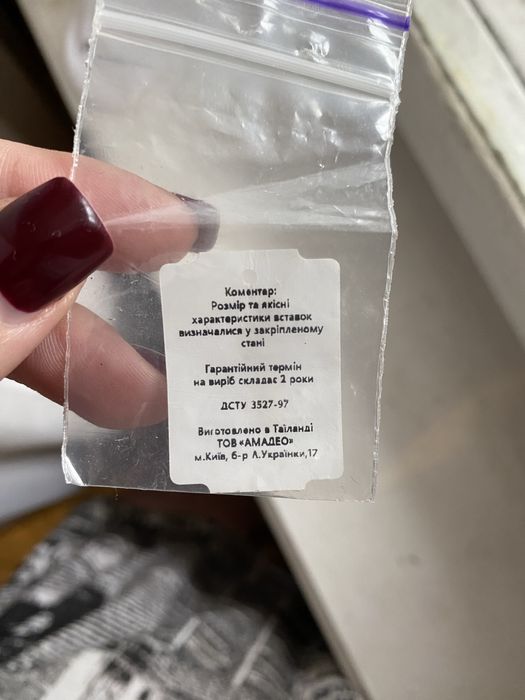 Коментар:
Розмір та якісні
характеристики вставок
визначалися у закріпленому
стані
Гарантійний термін
на виріб складає 2 роки
ДСТУ 3527-97
Виготовлено в Таїланді
ТОВ «АМАДЕО»
м.Київ, б-р Л.Українки,17